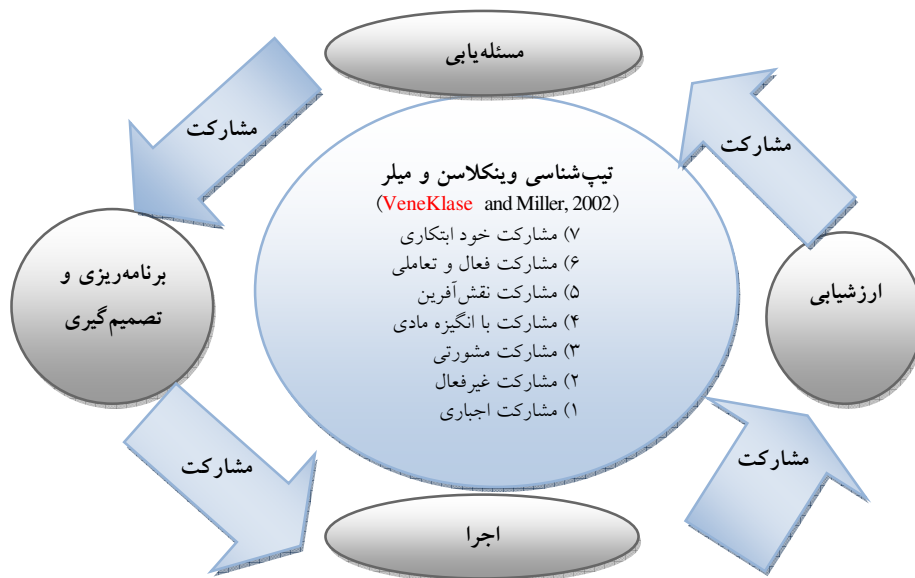 مسئله‌یابی
مشارکت
مشارکت
تیپ‌شناسی وینکلاسن و میلر
(VeneKlase and Miller, 2002)
۷) مشارکت خود ابتکاری
۶) مشارکت فعال و تعاملی
۵) مشارکت نقش‌آفرین
۴) مشارکت با انگیزه مادی
۳) مشارکت مشورتی
۲) مشارکت غیرفعال
۱) مشارکت اجباری
ارزشیابی
برنامه‌ریزی و
تصمیم‌گیری
مشارکت
مشارکت
اجرا